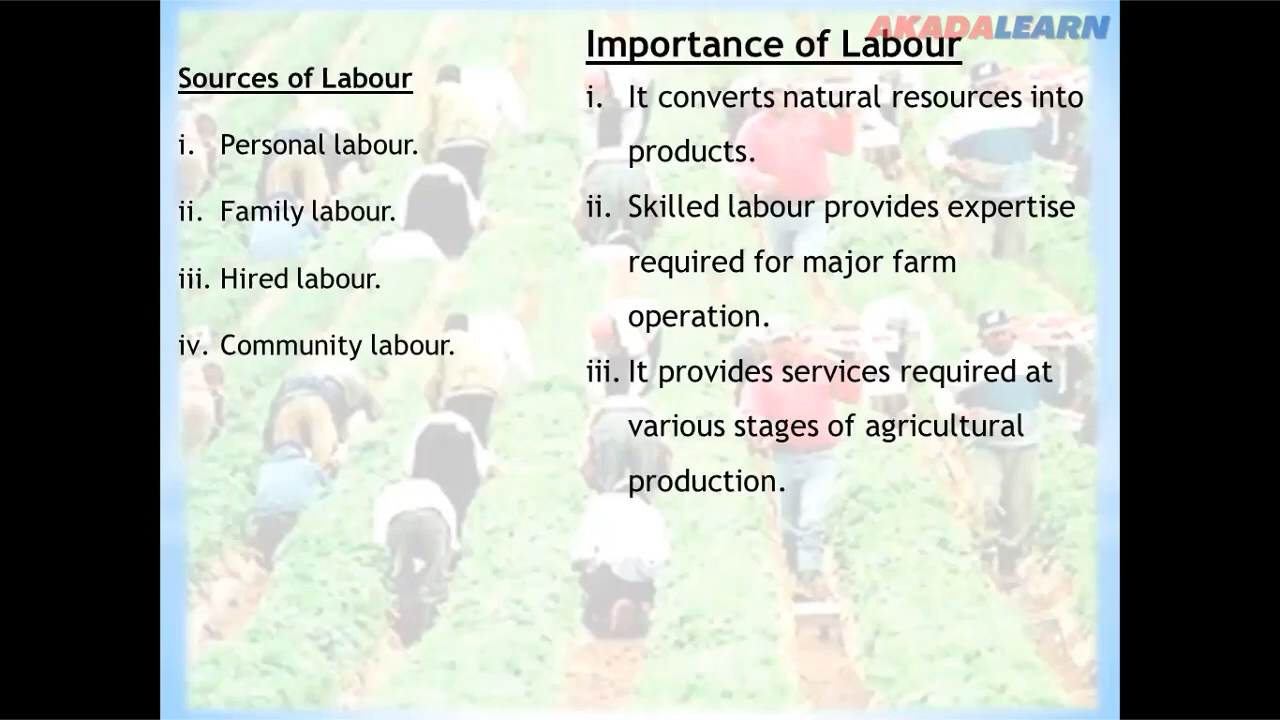 AKADALEARN
Sources of Labour
i. Personal labour.
ii. Family labour.
iii. Hired labour.
iv. Community labour.
Importance of Labour
i. It converts natural resources into
products.
ii. Skilled labour provides expertise
required for major farm
operation.
iii. It provides services required at
various stages of agricultural
production.